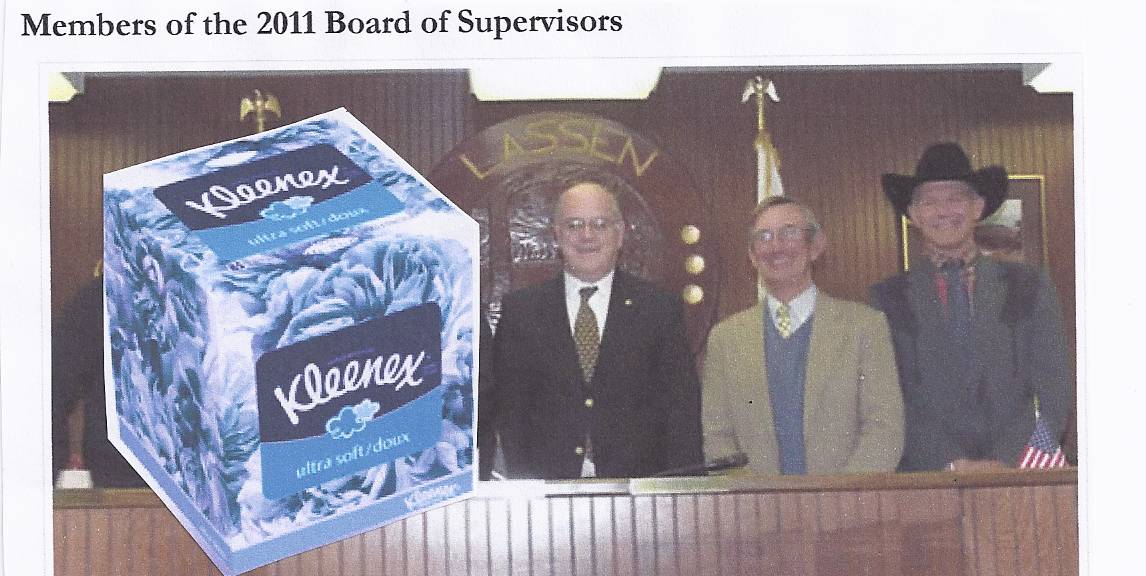 Members of the 2011 Board of Supervisors
LASSEN
Kleenex
ultra soft/doux
Kleenex
ultra soft/doux
Kleenex